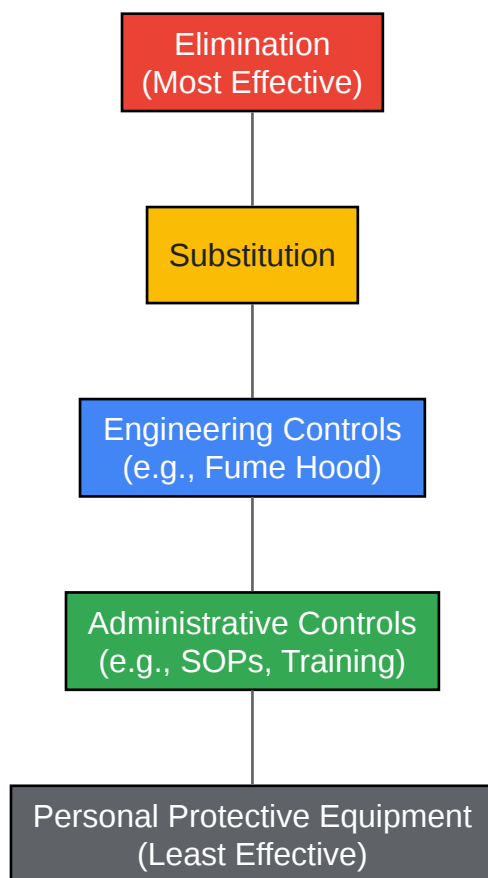 Elimination
(Most Effective)
Substitution
Engineering Controls
(e.g., Fume Hood)
Administrative Controls
(e.g., SOPs, Training)
Personal Protective Equipment
(Least Effective)